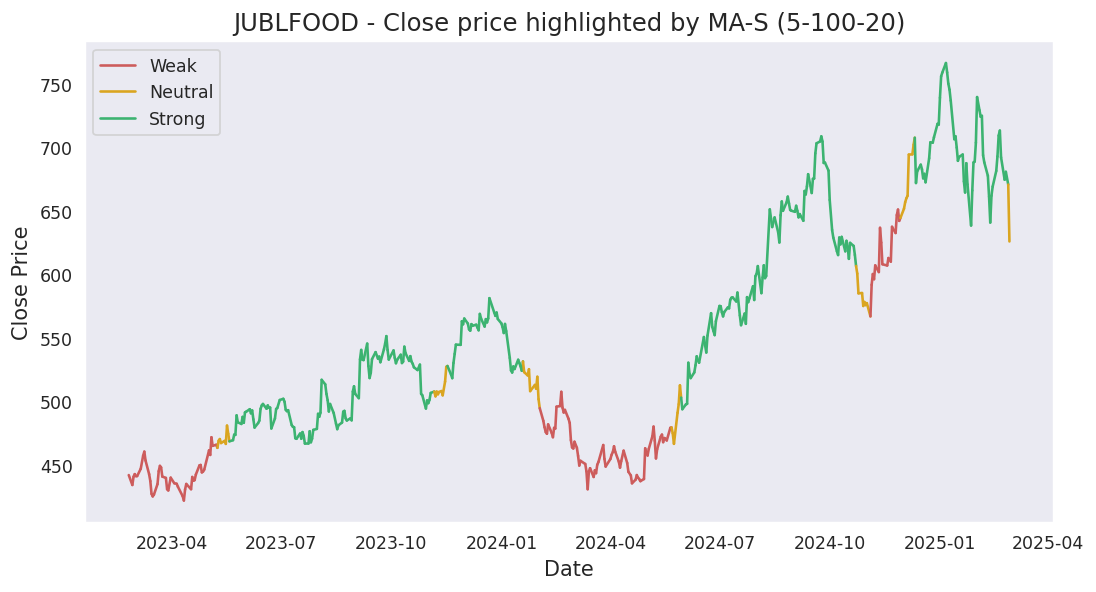 JUBLFOOD - Close price highlighted by MA-S (5-100-20)
Weak
Neutral
Strong
Close Price
750
700
650
600
550
500
450
2023-04 2023-07 2023-10 2024-01 2024-04 2024-07 2024-10 2025-01 2025-04
Date